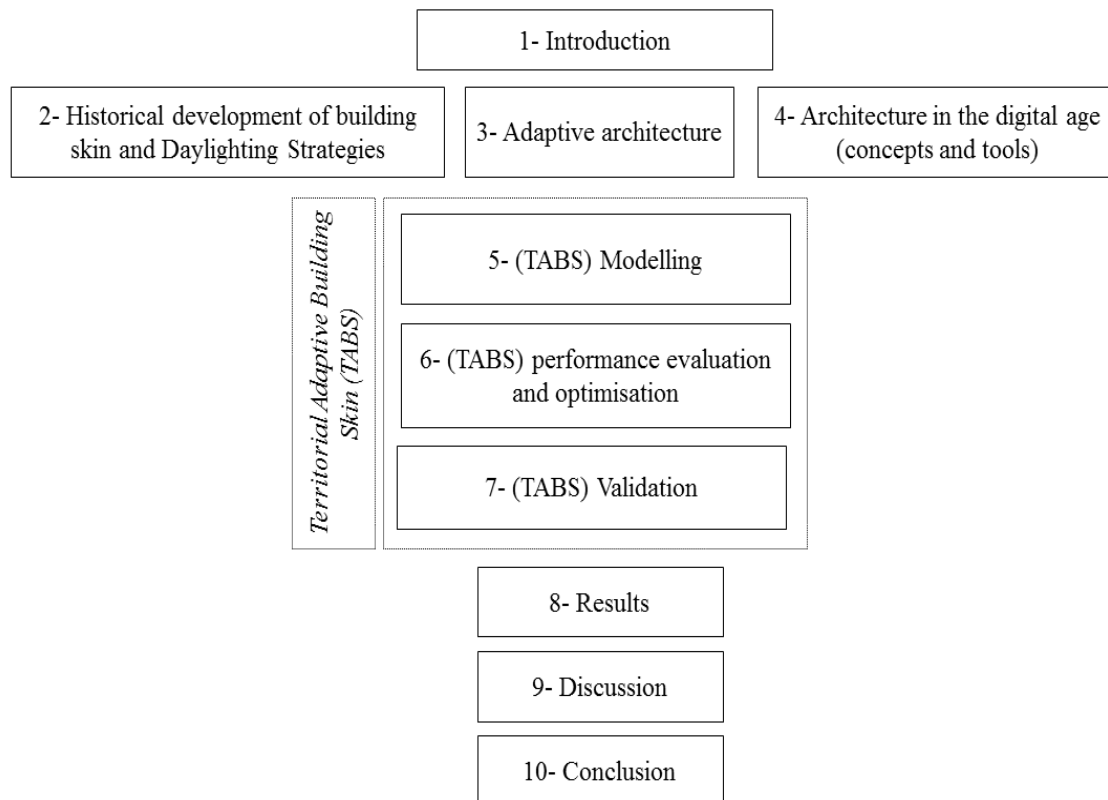 1- Introduction
2- Historical development of building
skin and Daylighting Strategies
3- Adaptive architecture
4- Architecture in the digital age
(concepts and tools)
Territorial Adaptive Building
Skin (TABS)
5- (TABS) Modelling
6- (TABS) performance evaluation
and optimisation
7- (TABS) Validation
8- Results
9- Discussion
10- Conclusion